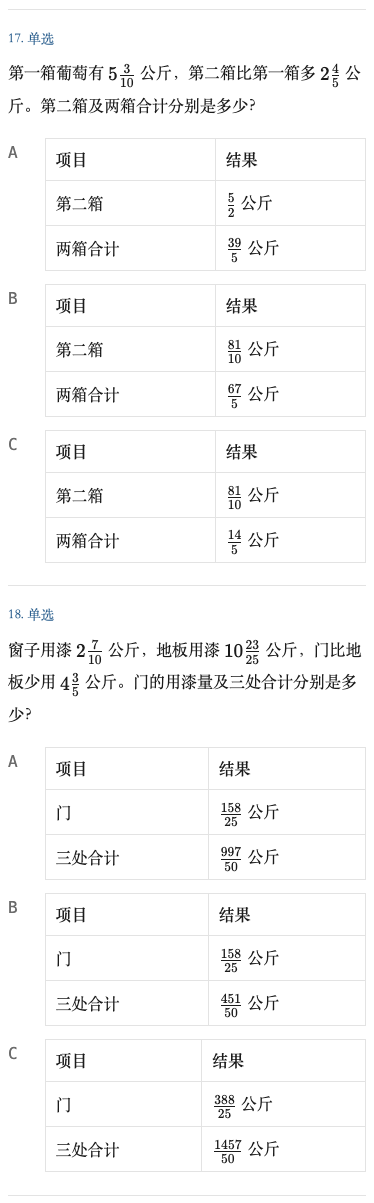 17. 单选
第一箱葡萄有 5 3/10 公斤，第二箱比第一箱多 2 4/5 公
斤。第二箱及两箱合计分别是多少?
A
项目 结果
第二箱 5/2 公斤
两箱合计 39/5 公斤
B
项目 结果
第二箱 81/10 公斤
两箱合计 67/5 公斤
C
项目 结果
第二箱 81/10 公斤
两箱合计 14/5 公斤
18. 单选
窗子用漆 2 7/10 公斤，地板用漆 10 23/25 公斤，门比地
板少用 4 3/5 公斤。门的用漆量及三处合计分别是多
少?
A
项目 结果
门 158/25 公斤
三处合计 997/50 公斤
B
项目 结果
门 158/25 公斤
三处合计 451/50 公斤
C
项目 结果
门 388/25 公斤
三处合计 1457/50 公斤